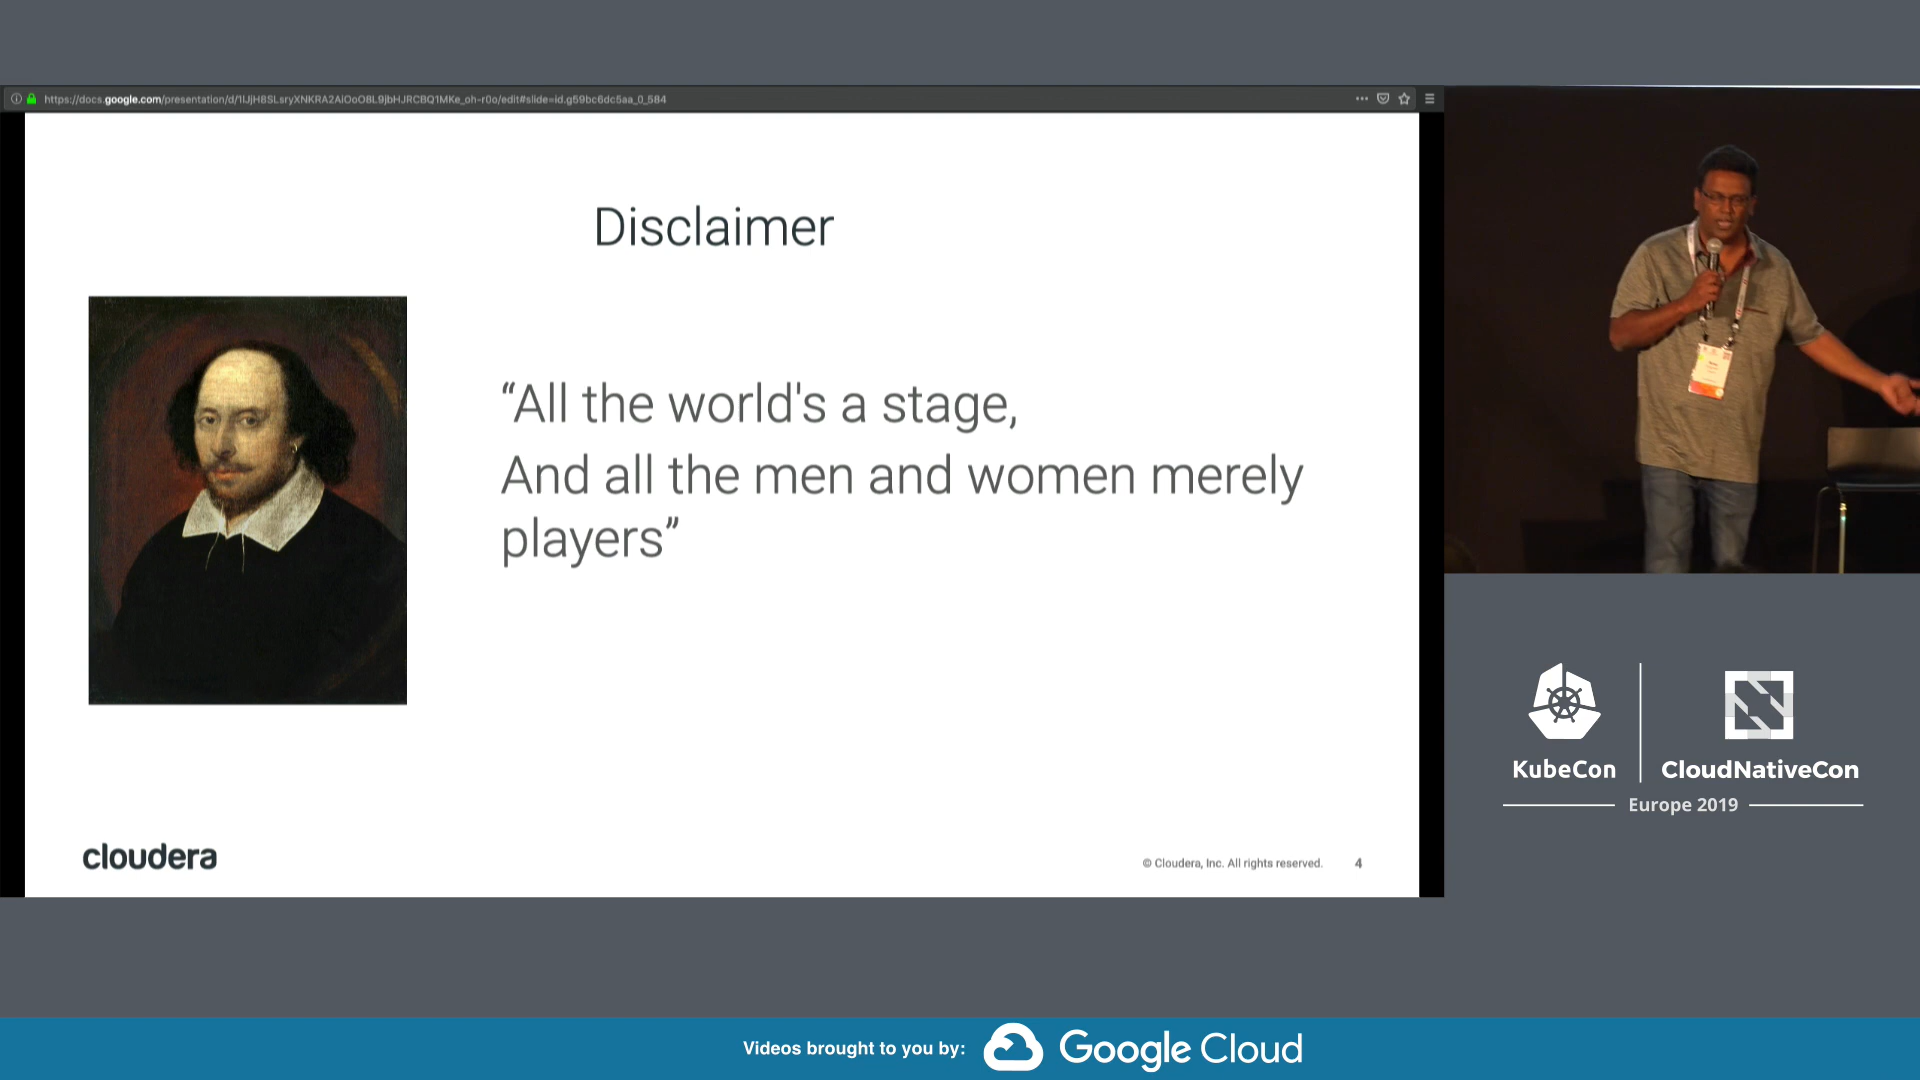 https://docs.google.com/presentation/d/1IJjH8SLsryXNKRA2AiOoO8L9jbHJRCBQ1MKe_oh-r0o/edit#slide=id.g59bc6dc5aa_0_584
Disclaimer
“All the world's a stage,
And all the men and women merely
players”
cloudera
© Cloudera, Inc. All rights reserved.
4
KubeCon
CloudNativeCon
Europe 2019
Videos brought to you by:
Google Cloud